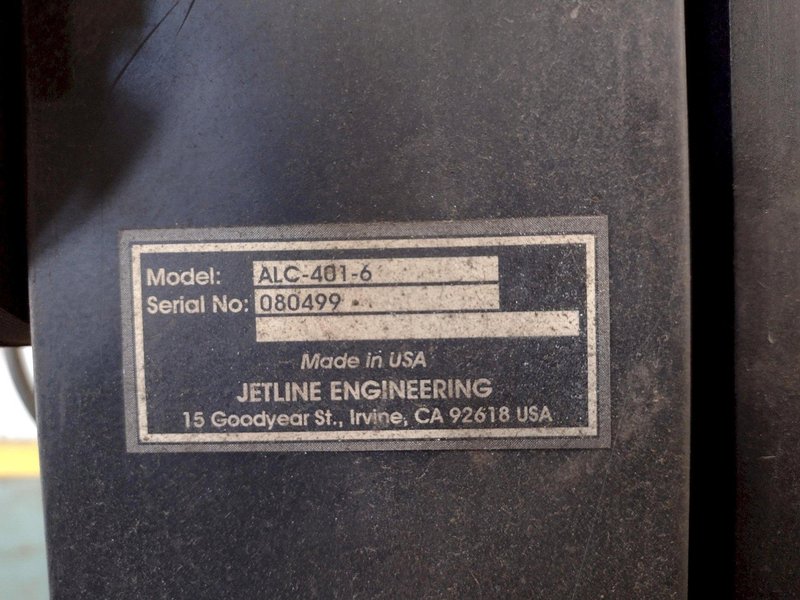 Model: ALC-401-6
Serial No: 080499
Made in USA
JETLINE ENGINEERING
15 Goodyear St., Irvine, CA 92618 USA